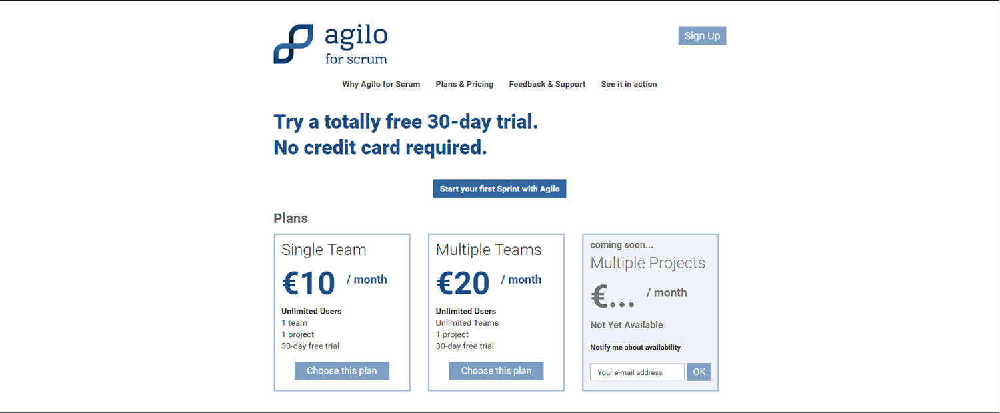 agilo
for scrum
Sign Up
Why Agilo for Scrum Plans & Pricing Feedback & Support See it in action
Try a totally free 30-day trial.
No credit card required.
Start your first Sprint with Agilo
Plans
Single Team
€10 / month
Unlimited Users
1 team
1 project
30-day free trial
Choose this plan
Multiple Teams
€20 / month
Unlimited Users
Unlimited Teams
1 project
30-day free trial
Choose this plan
coming soon...
Multiple Projects
€... / month
Not Yet Available
Notify me about availability
Your e-mail address OK